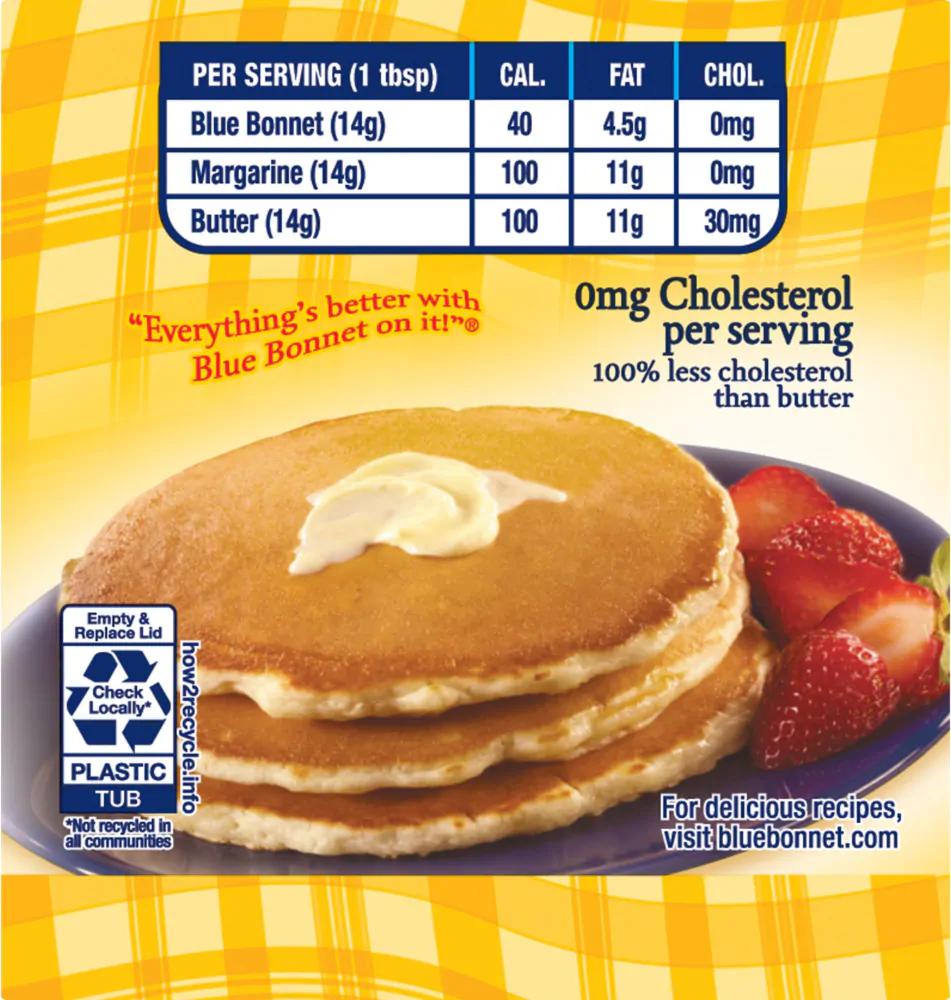 PER SERVING (1 tbsp) CAL. FAT CHOL.
Blue Bonnet (14g) 40 4.5g 0mg
Margarine (14g) 100 11g 0mg
Butter (14g) 100 11g 30mg
“Everything’s better with
Blue Bonnet on it!”®
0mg Cholesterol
per serving
100% less cholesterol
than butter
Empty &
Replace Lid
Check
Locally*
PLASTIC
TUB
*Not recycled in
all communities
how2recycle.info
For delicious recipes,
visit bluebonnet.com